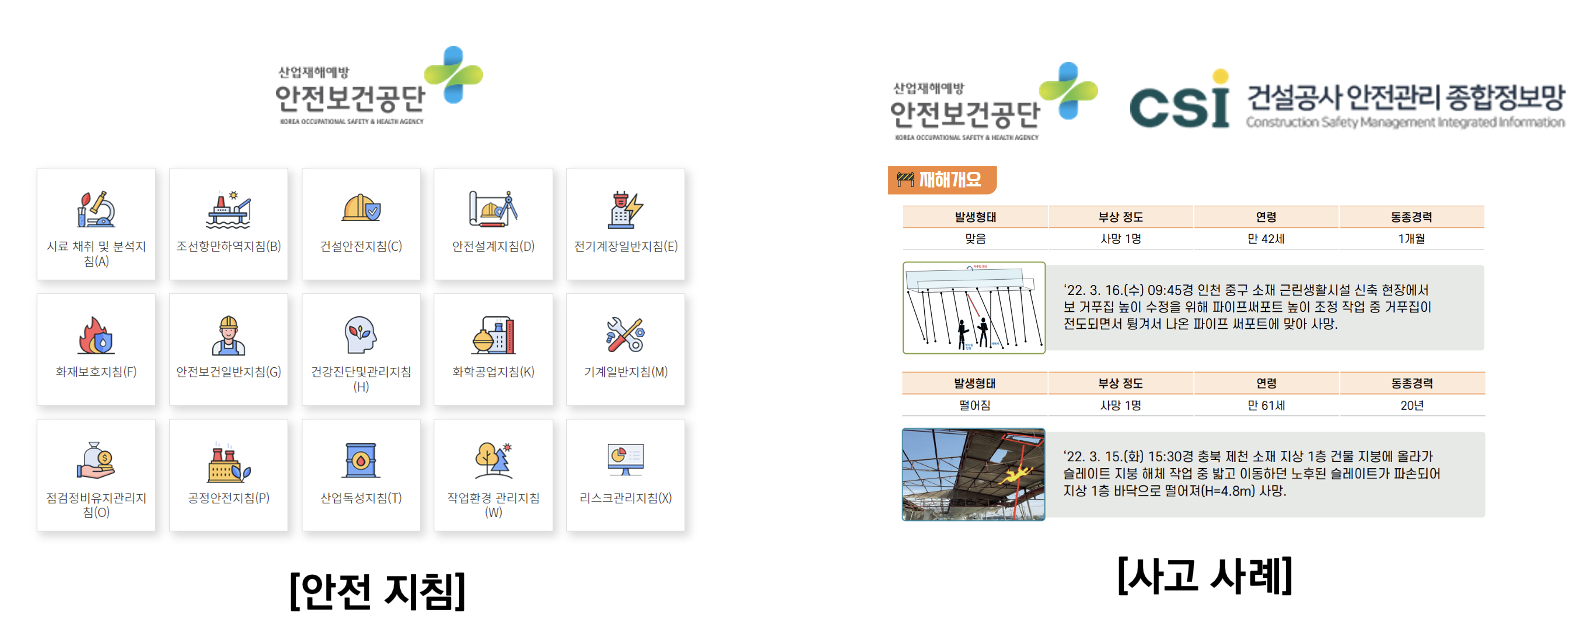 산업재해예방
안전보건공단
KOREA OCCUPATIONAL SAFETY & HEALTH AGENCY
시료 채취 및 분석지
침(A)
조선항만하역지침(B)
건설안전지침(C)
안전설계지침(D)
전기계장일반지침(E)
화재보호지침(F)
안전보건일반지침(G)
건강진단및관리지침
(H)
화학공업지침(K)
기계일반지침(M)
점검정비유지관리지
침(O)
공정안전지침(P)
산업독성지침(T)
작업환경 관리지침
(W)
리스크관리지침(X)
[안전 지침]
산업재해예방
안전보건공단
KOREA OCCUPATIONAL SAFETY & HEALTH AGENCY
CSi 건설공사 안전관리 종합정보망
Construction Safety Management Integrated Information
재해개요
발생형태 부상 정도 연령 동종경력
맞음 사망 1명 만 42세 1개월
‘22. 3. 16.(수) 09:45경 인천 중구 소재 근린생활시설 신축 현장에서
보 거푸집 높이 수정을 위해 파이프써포트 높이 조정 작업 중 거푸집이
전도되면서 튕겨서 나온 파이프 써포트에 맞아 사망.
발생형태 부상 정도 연령 동종경력
떨어짐 사망 1명 만 61세 20년
‘22. 3. 15.(화) 15:30경 충북 제천 소재 지상 1층 건물 지붕에 올라가
슬레이트 지붕 해체 작업 중 밟고 이동하던 노후된 슬레이트가 파손되어
지상 1층 바닥으로 떨어져(H=4.8m) 사망.
[사고 사례]